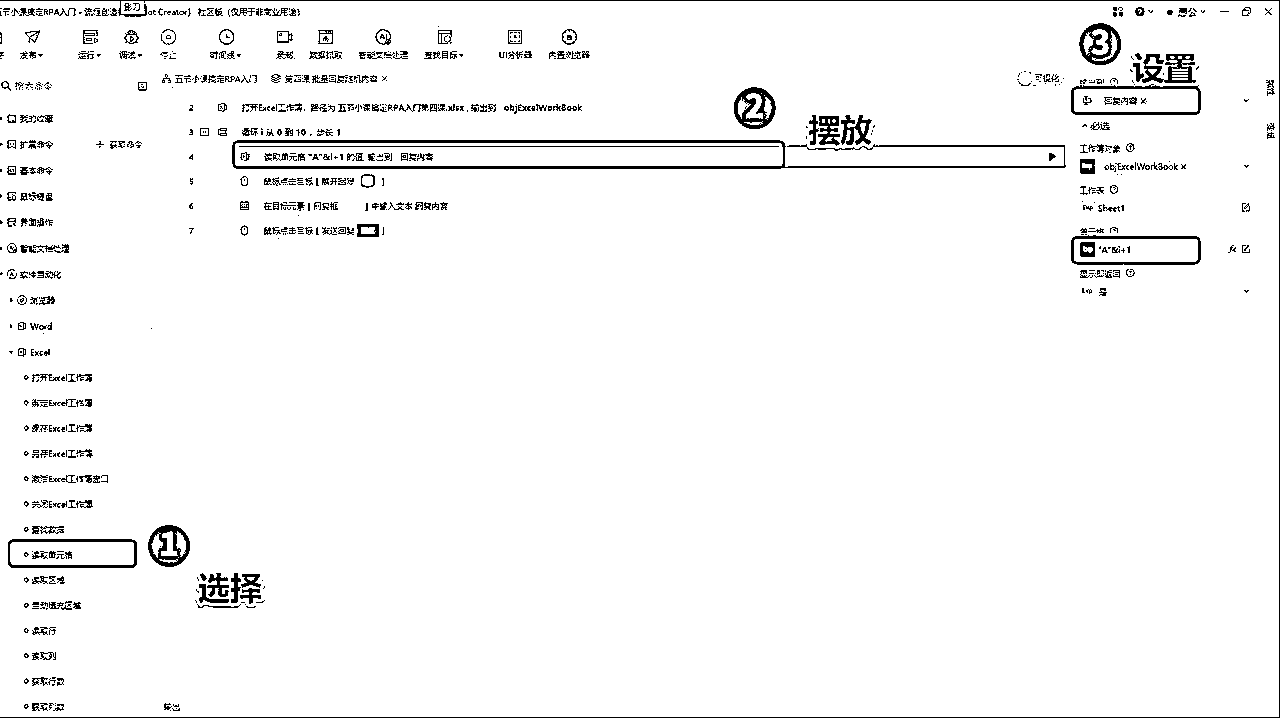 五节小课搞定RPA入门 - 流程创造 ot Creator） 社区版（仅用于非商业用途）
愚公
发布 运行 调试 停止 时间线 录制 数据抓取 智能文档处理 查找目标 UI分析器 内置浏览器
搜索命令
五节小课搞定RPA入门 第四课 批量回复随机内容 ×
可视化
③
设置
输出到
回复内容 ×
必选
工作簿对象
objExcelWorkBook ×
工作表
Exp Sheet1
单元格
"A"&i+1
显示即返回
Exp 是
2 打开Excel工作簿，路径为 五节小课搞定RPA入门第四课.xlsx，输出到 objExcelWorkBook
3 循环 i 从 0 到 10，步长 1
②
摆放
4 读取单元格 "A"&i+1 的值，输出到 回复内容
5 鼠标点击目标 [ ]
6 在目标元素 [ 回复框 ] 中输入文本 回复内容
7 鼠标点击目标 [ 发送回复 ]
我的收藏
扩展命令 + 获取命令
基本命令
鼠标键盘
界面操作
智能文档处理
软件自动化
浏览器
Word
Excel
打开Excel工作簿
绑定Excel工作簿
保存Excel工作簿
另存Excel工作簿
激活Excel工作簿窗口
关闭Excel工作簿
查找数据
读取单元格
①
选择
读取区域
自动填充区域
读取行
读取列
获取行数
获取列数
输出